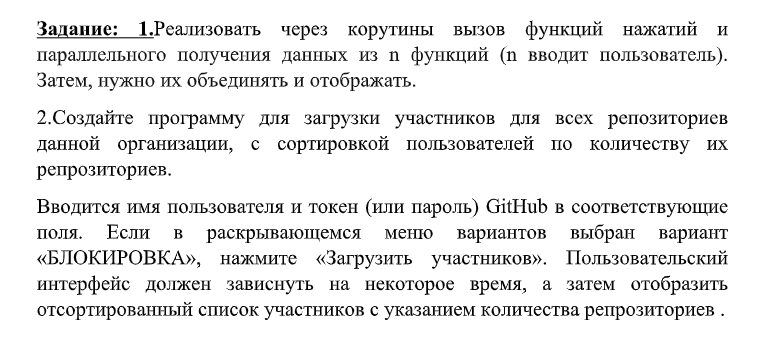 Задание: 1.Реализовать через корутины вызов функций нажатий и
параллельного получения данных из n функций (n вводит пользователь).
Затем, нужно их объединять и отображать.
2.Создайте программу для загрузки участников для всех репозиториев
данной организации, с сортировкой пользователей по количеству их
репрозиториев.
Вводится имя пользователя и токен (или пароль) GitHub в соответствующие
поля. Если в раскрывающемся меню вариантов выбран вариант
«БЛОКИРОВКА», нажмите «Загрузить участников». Пользовательский
интерфейс должен зависнуть на некоторое время, а затем отобразить
отсортированный список участников с указанием количества репрозиториев .